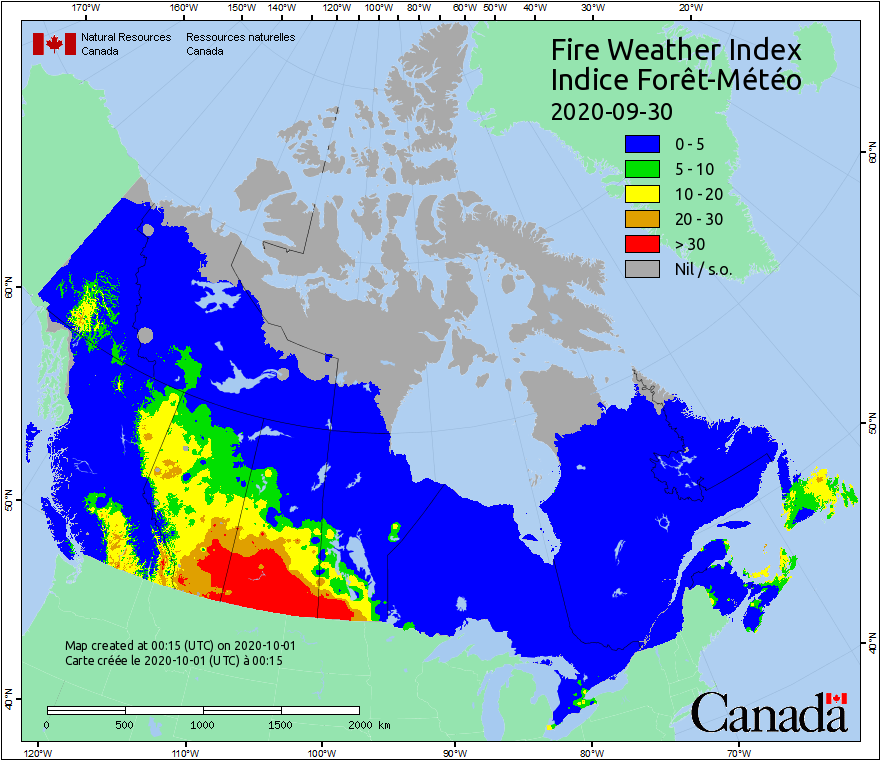 170°W 160°W 150°W 140°W 120°W 100°W 80°W 60°W 50°W 40°W 30°W 20°W
Natural Resources Canada
Ressources naturelles Canada
Fire Weather Index
Indice Forêt-Météo
2020-09-30
0 - 5
5 - 10
10 - 20
20 - 30
> 30
Nil / s.o.
60°N
50°N
40°N
60°N
50°N
40°N
Map created at 00:15 (UTC) on 2020-10-01
Carte créée le 2020-10-01 (UTC) à 00:15
0 500 1000 1500 2000 km
Canada
120°W 110°W 100°W 90°W 80°W 70°W